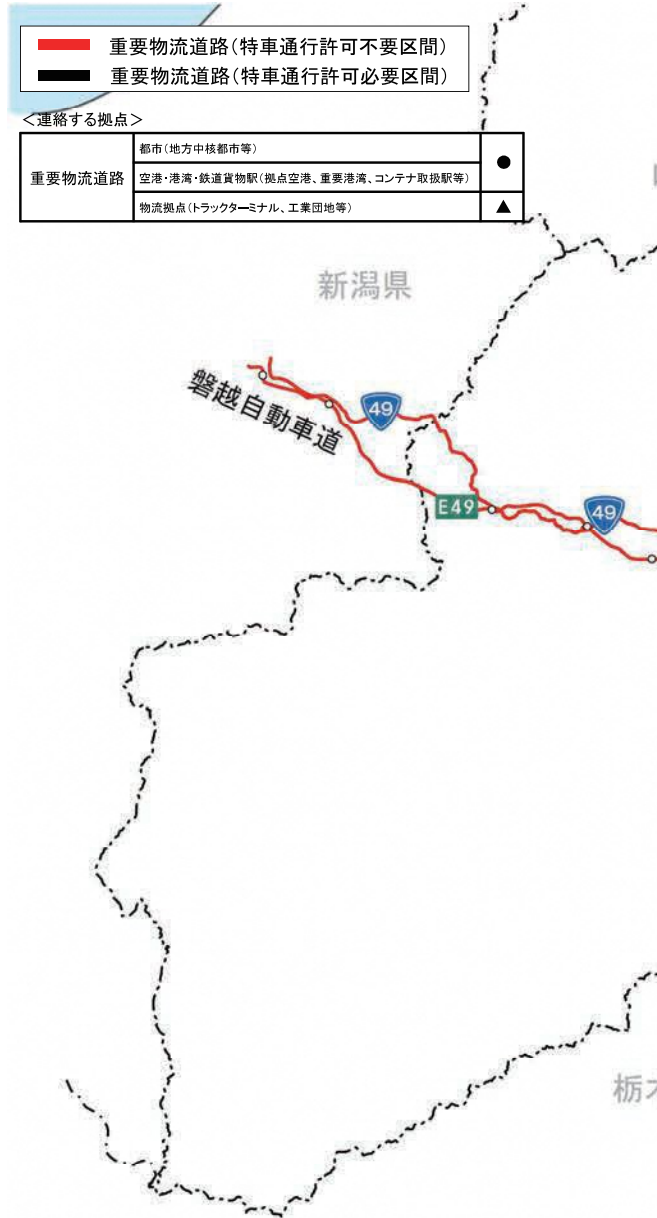 重要物流道路(特車通行許可不要区間)
重要物流道路(特車通行許可必要区間)
<連絡する拠点>
重要物流道路
都市(地方中核都市等)
●
空港・港湾・鉄道貨物駅(拠点空港、重要港湾、コンテナ取扱駅等)
物流拠点(トラックターミナル、工業団地等)
▲
新潟県
磐越自動車道
49
E49
49
栃